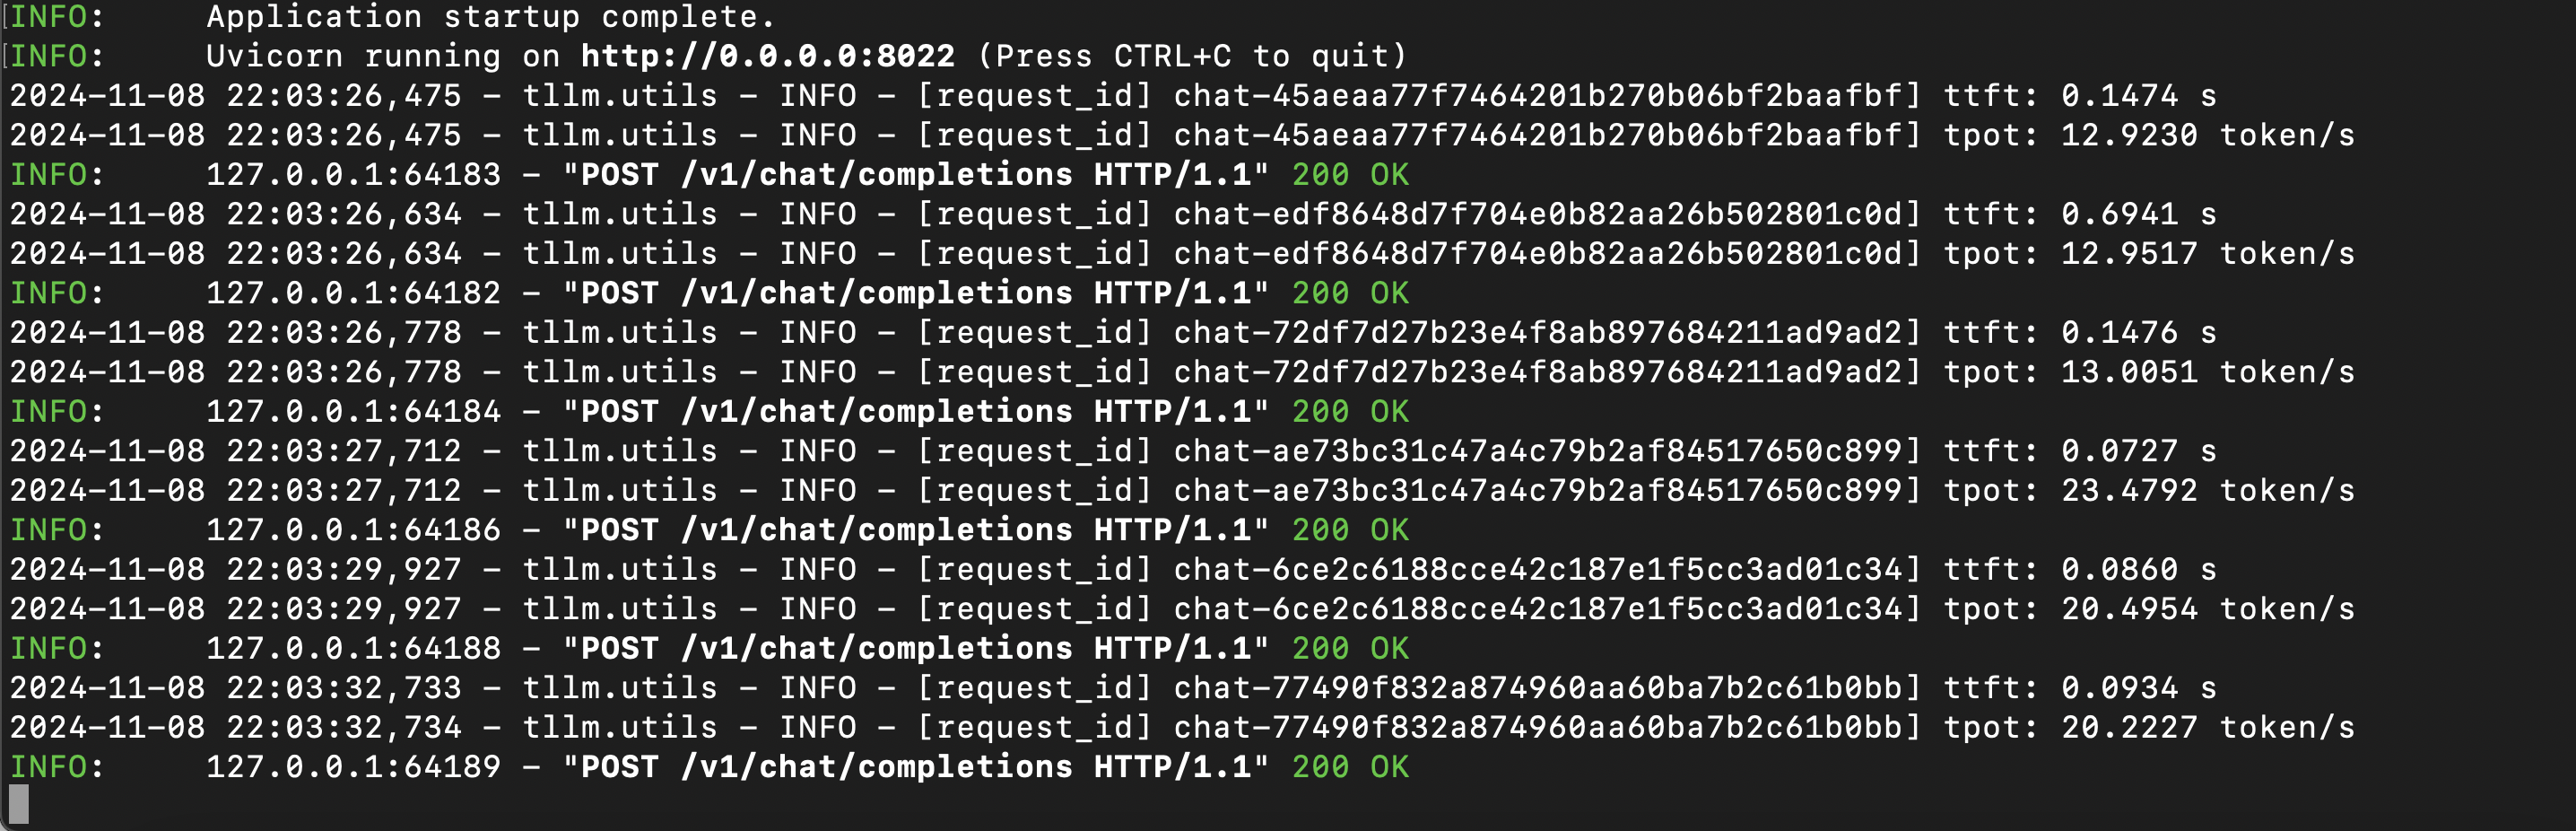 INFO:     Application startup complete.
INFO:     Uvicorn running on http://0.0.0.0:8022 (Press CTRL+C to quit)
2024-11-08 22:03:26,475 - tllm.utils - INFO - [request_id] chat-45aeaa77f7464201b270b06bf2baafbf] ttft: 0.1474 s
2024-11-08 22:03:26,475 - tllm.utils - INFO - [request_id] chat-45aeaa77f7464201b270b06bf2baafbf] tpot: 12.9230 token/s
INFO:     127.0.0.1:64183 - "POST /v1/chat/completions HTTP/1.1" 200 OK
2024-11-08 22:03:26,634 - tllm.utils - INFO - [request_id] chat-edf8648d7f704e0b82aa26b502801c0d] ttft: 0.6941 s
2024-11-08 22:03:26,634 - tllm.utils - INFO - [request_id] chat-edf8648d7f704e0b82aa26b502801c0d] tpot: 12.9517 token/s
INFO:     127.0.0.1:64182 - "POST /v1/chat/completions HTTP/1.1" 200 OK
2024-11-08 22:03:26,778 - tllm.utils - INFO - [request_id] chat-72df7d27b23e4f8ab897684211ad9ad2] ttft: 0.1476 s
2024-11-08 22:03:26,778 - tllm.utils - INFO - [request_id] chat-72df7d27b23e4f8ab897684211ad9ad2] tpot: 13.0051 token/s
INFO:     127.0.0.1:64184 - "POST /v1/chat/completions HTTP/1.1" 200 OK
2024-11-08 22:03:27,712 - tllm.utils - INFO - [request_id] chat-ae73bc31c47a4c79b2af84517650c899] ttft: 0.0727 s
2024-11-08 22:03:27,712 - tllm.utils - INFO - [request_id] chat-ae73bc31c47a4c79b2af84517650c899] tpot: 23.4792 token/s
INFO:     127.0.0.1:64186 - "POST /v1/chat/completions HTTP/1.1" 200 OK
2024-11-08 22:03:29,927 - tllm.utils - INFO - [request_id] chat-6ce2c6188cce42c187e1f5cc3ad01c34] ttft: 0.0860 s
2024-11-08 22:03:29,927 - tllm.utils - INFO - [request_id] chat-6ce2c6188cce42c187e1f5cc3ad01c34] tpot: 20.4954 token/s
INFO:     127.0.0.1:64188 - "POST /v1/chat/completions HTTP/1.1" 200 OK
2024-11-08 22:03:32,733 - tllm.utils - INFO - [request_id] chat-77490f832a874960aa60ba7b2c61b0bb] ttft: 0.0934 s
2024-11-08 22:03:32,734 - tllm.utils - INFO - [request_id] chat-77490f832a874960aa60ba7b2c61b0bb] tpot: 20.2227 token/s
INFO:     127.0.0.1:64189 - "POST /v1/chat/completions HTTP/1.1" 200 OK